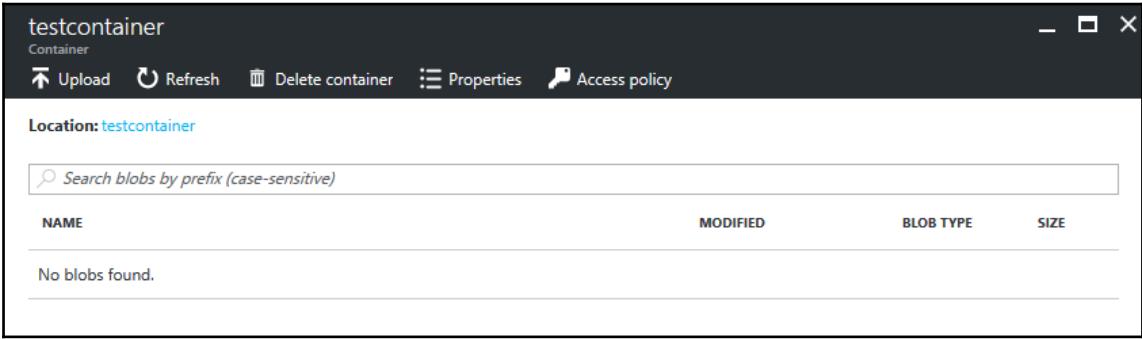 testcontainer
Container
Upload Refresh Delete container Properties Access policy
Location: testcontainer
Search blobs by prefix (case-sensitive)
NAME MODIFIED BLOB TYPE SIZE
No blobs found.